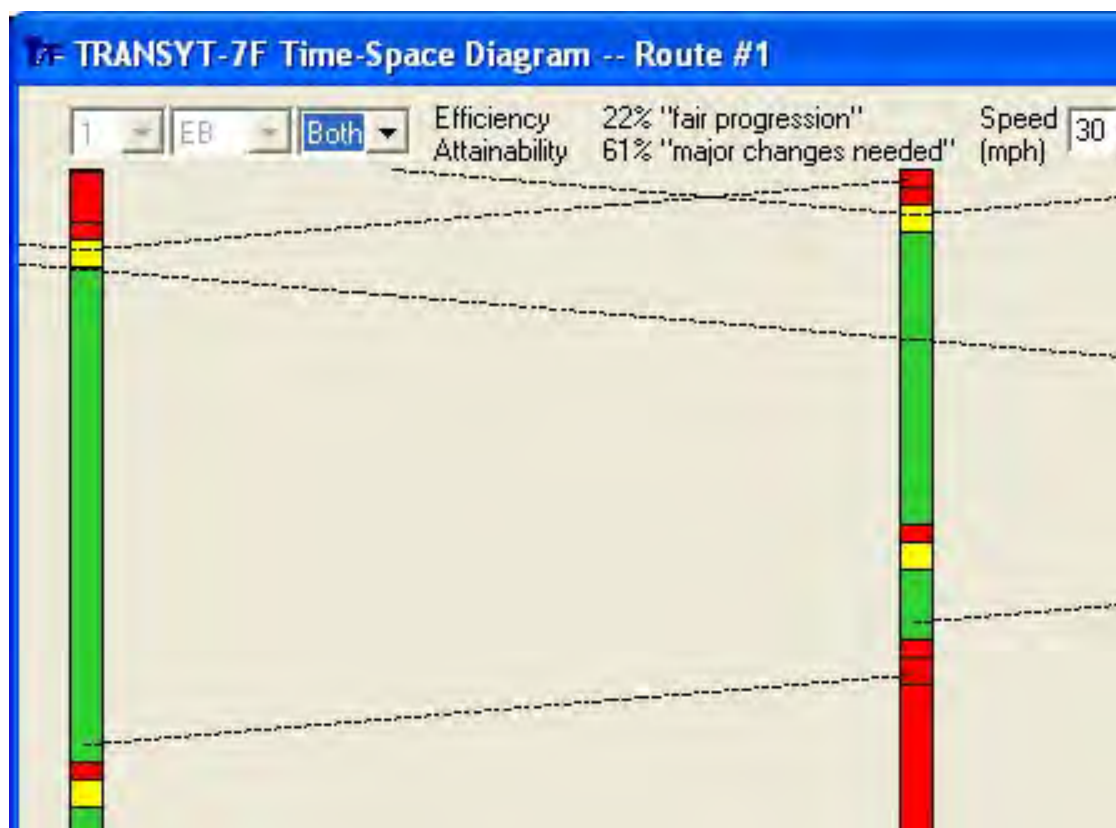 7F TRANSYT-7F Time-Space Diagram -- Route #1
1 EB Both Efficiency 22% "fair progression" Speed 30
Attainability 61% "major changes needed" (mph)